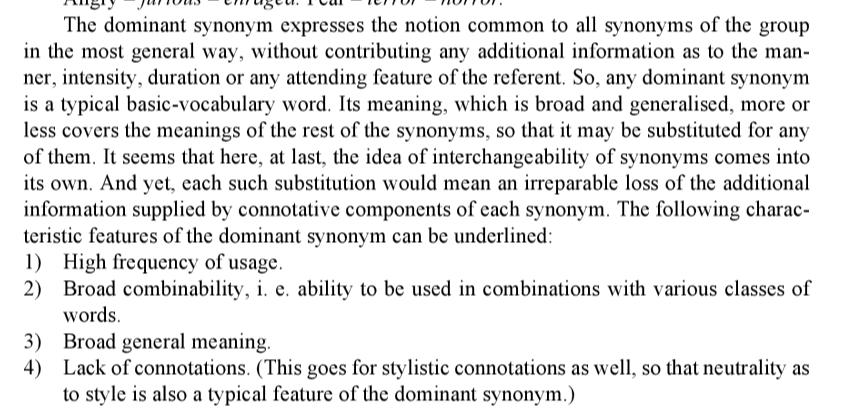 The dominant synonym expresses the notion common to all synonyms of the group
in the most general way, without contributing any additional information as to the man-
ner, intensity, duration or any attending feature of the referent. So, any dominant synonym
is a typical basic-vocabulary word. Its meaning, which is broad and generalised, more or
less covers the meanings of the rest of the synonyms, so that it may be substituted for any
of them. It seems that here, at last, the idea of interchangeability of synonyms comes into
its own. And yet, each such substitution would mean an irreparable loss of the additional
information supplied by connotative components of each synonym. The following charac-
teristic features of the dominant synonym can be underlined:
1) High frequency of usage.
2) Broad combinability, i. e. ability to be used in combinations with various classes of
words.
3) Broad general meaning.
4) Lack of connotations. (This goes for stylistic connotations as well, so that neutrality as
to style is also a typical feature of the dominant synonym.)